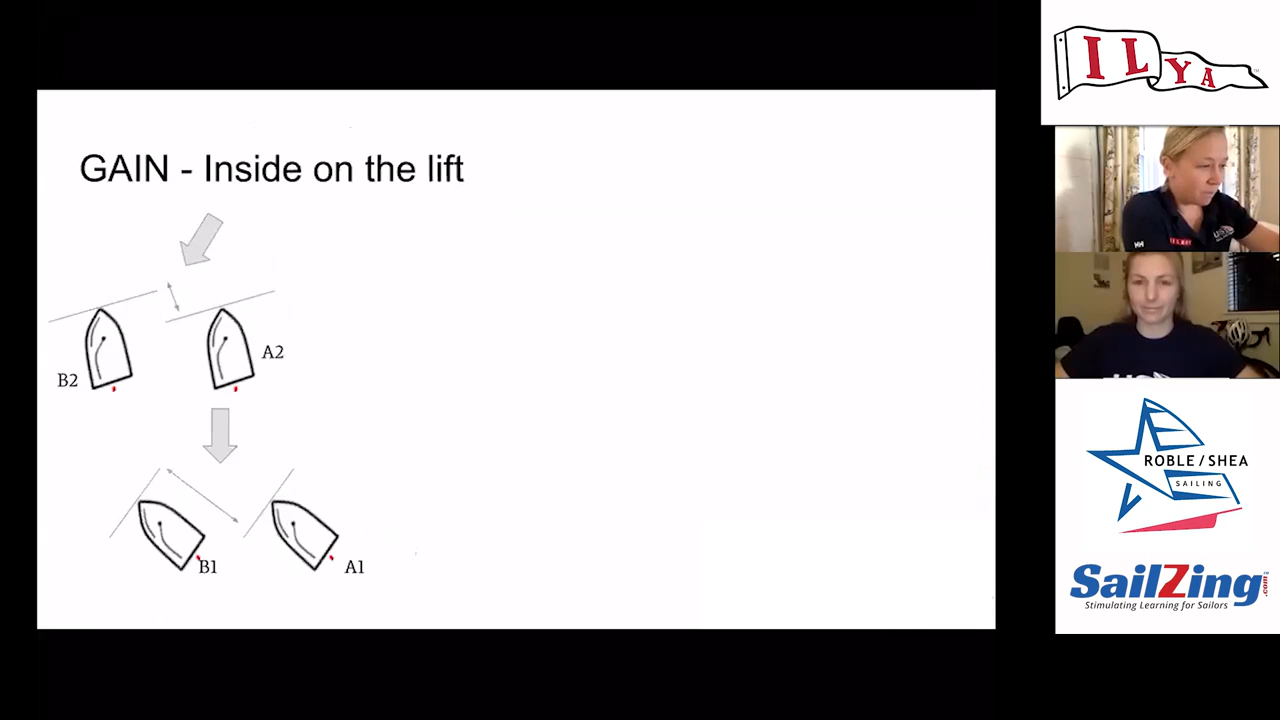 GAIN - Inside on the lift
A2
B2
B1
A1
ILYA
HH
ROBLE/SHEA
SAILING
SailZing.com
Stimulating Learning for Sailors